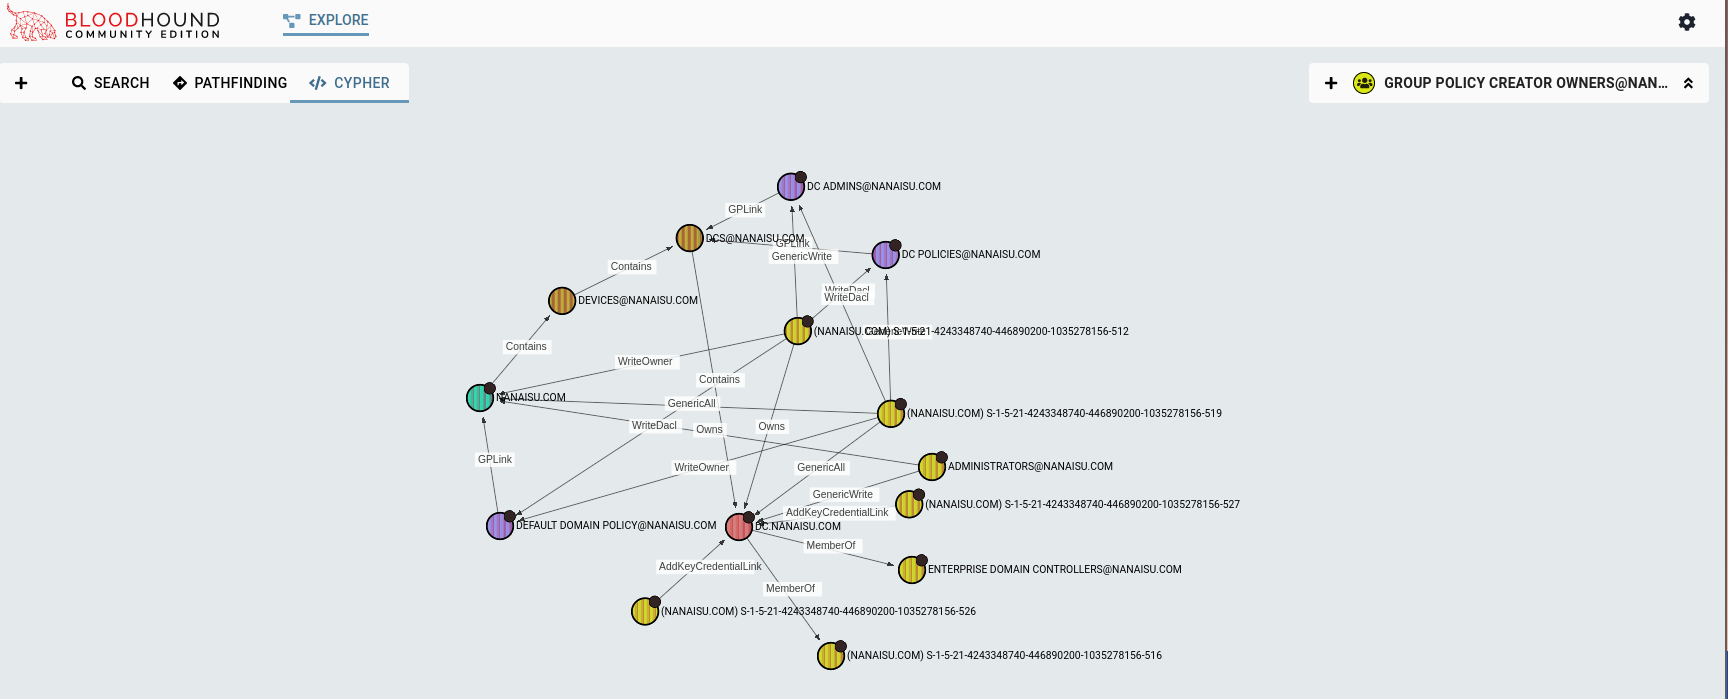 BLOODHOUND
COMMUNITY EDITION
EXPLORE
SEARCH
PATHFINDING
CYPHER
GROUP POLICY CREATOR OWNERS@NAN...
DC ADMINS@NANAISU.COM
GPLink
DCS@NANAISU.COM
GPLink
GenericWrite
DC POLICIES@NANAISU.COM
Contains
DEVICES@NANAISU.COM
WriteDacl
WriteDacl
(NANAISU.COM) S-1-5-21-4243348740-446890200-1035278156-512
GenericWrite
Contains
WriteOwner
Contains
NANAISU.COM
GenericAll
(NANAISU.COM) S-1-5-21-4243348740-446890200-1035278156-519
WriteDacl
Owns
Owns
GPLink
WriteOwner
GenericAll
ADMINISTRATORS@NANAISU.COM
GenericWrite
(NANAISU.COM) S-1-5-21-4243348740-446890200-1035278156-527
AddKeyCredentialLink
DEFAULT DOMAIN POLICY@NANAISU.COM
DC.NANAISU.COM
MemberOf
AddKeyCredentialLink
ENTERPRISE DOMAIN CONTROLLERS@NANAISU.COM
MemberOf
(NANAISU.COM) S-1-5-21-4243348740-446890200-1035278156-526
(NANAISU.COM) S-1-5-21-4243348740-446890200-1035278156-516